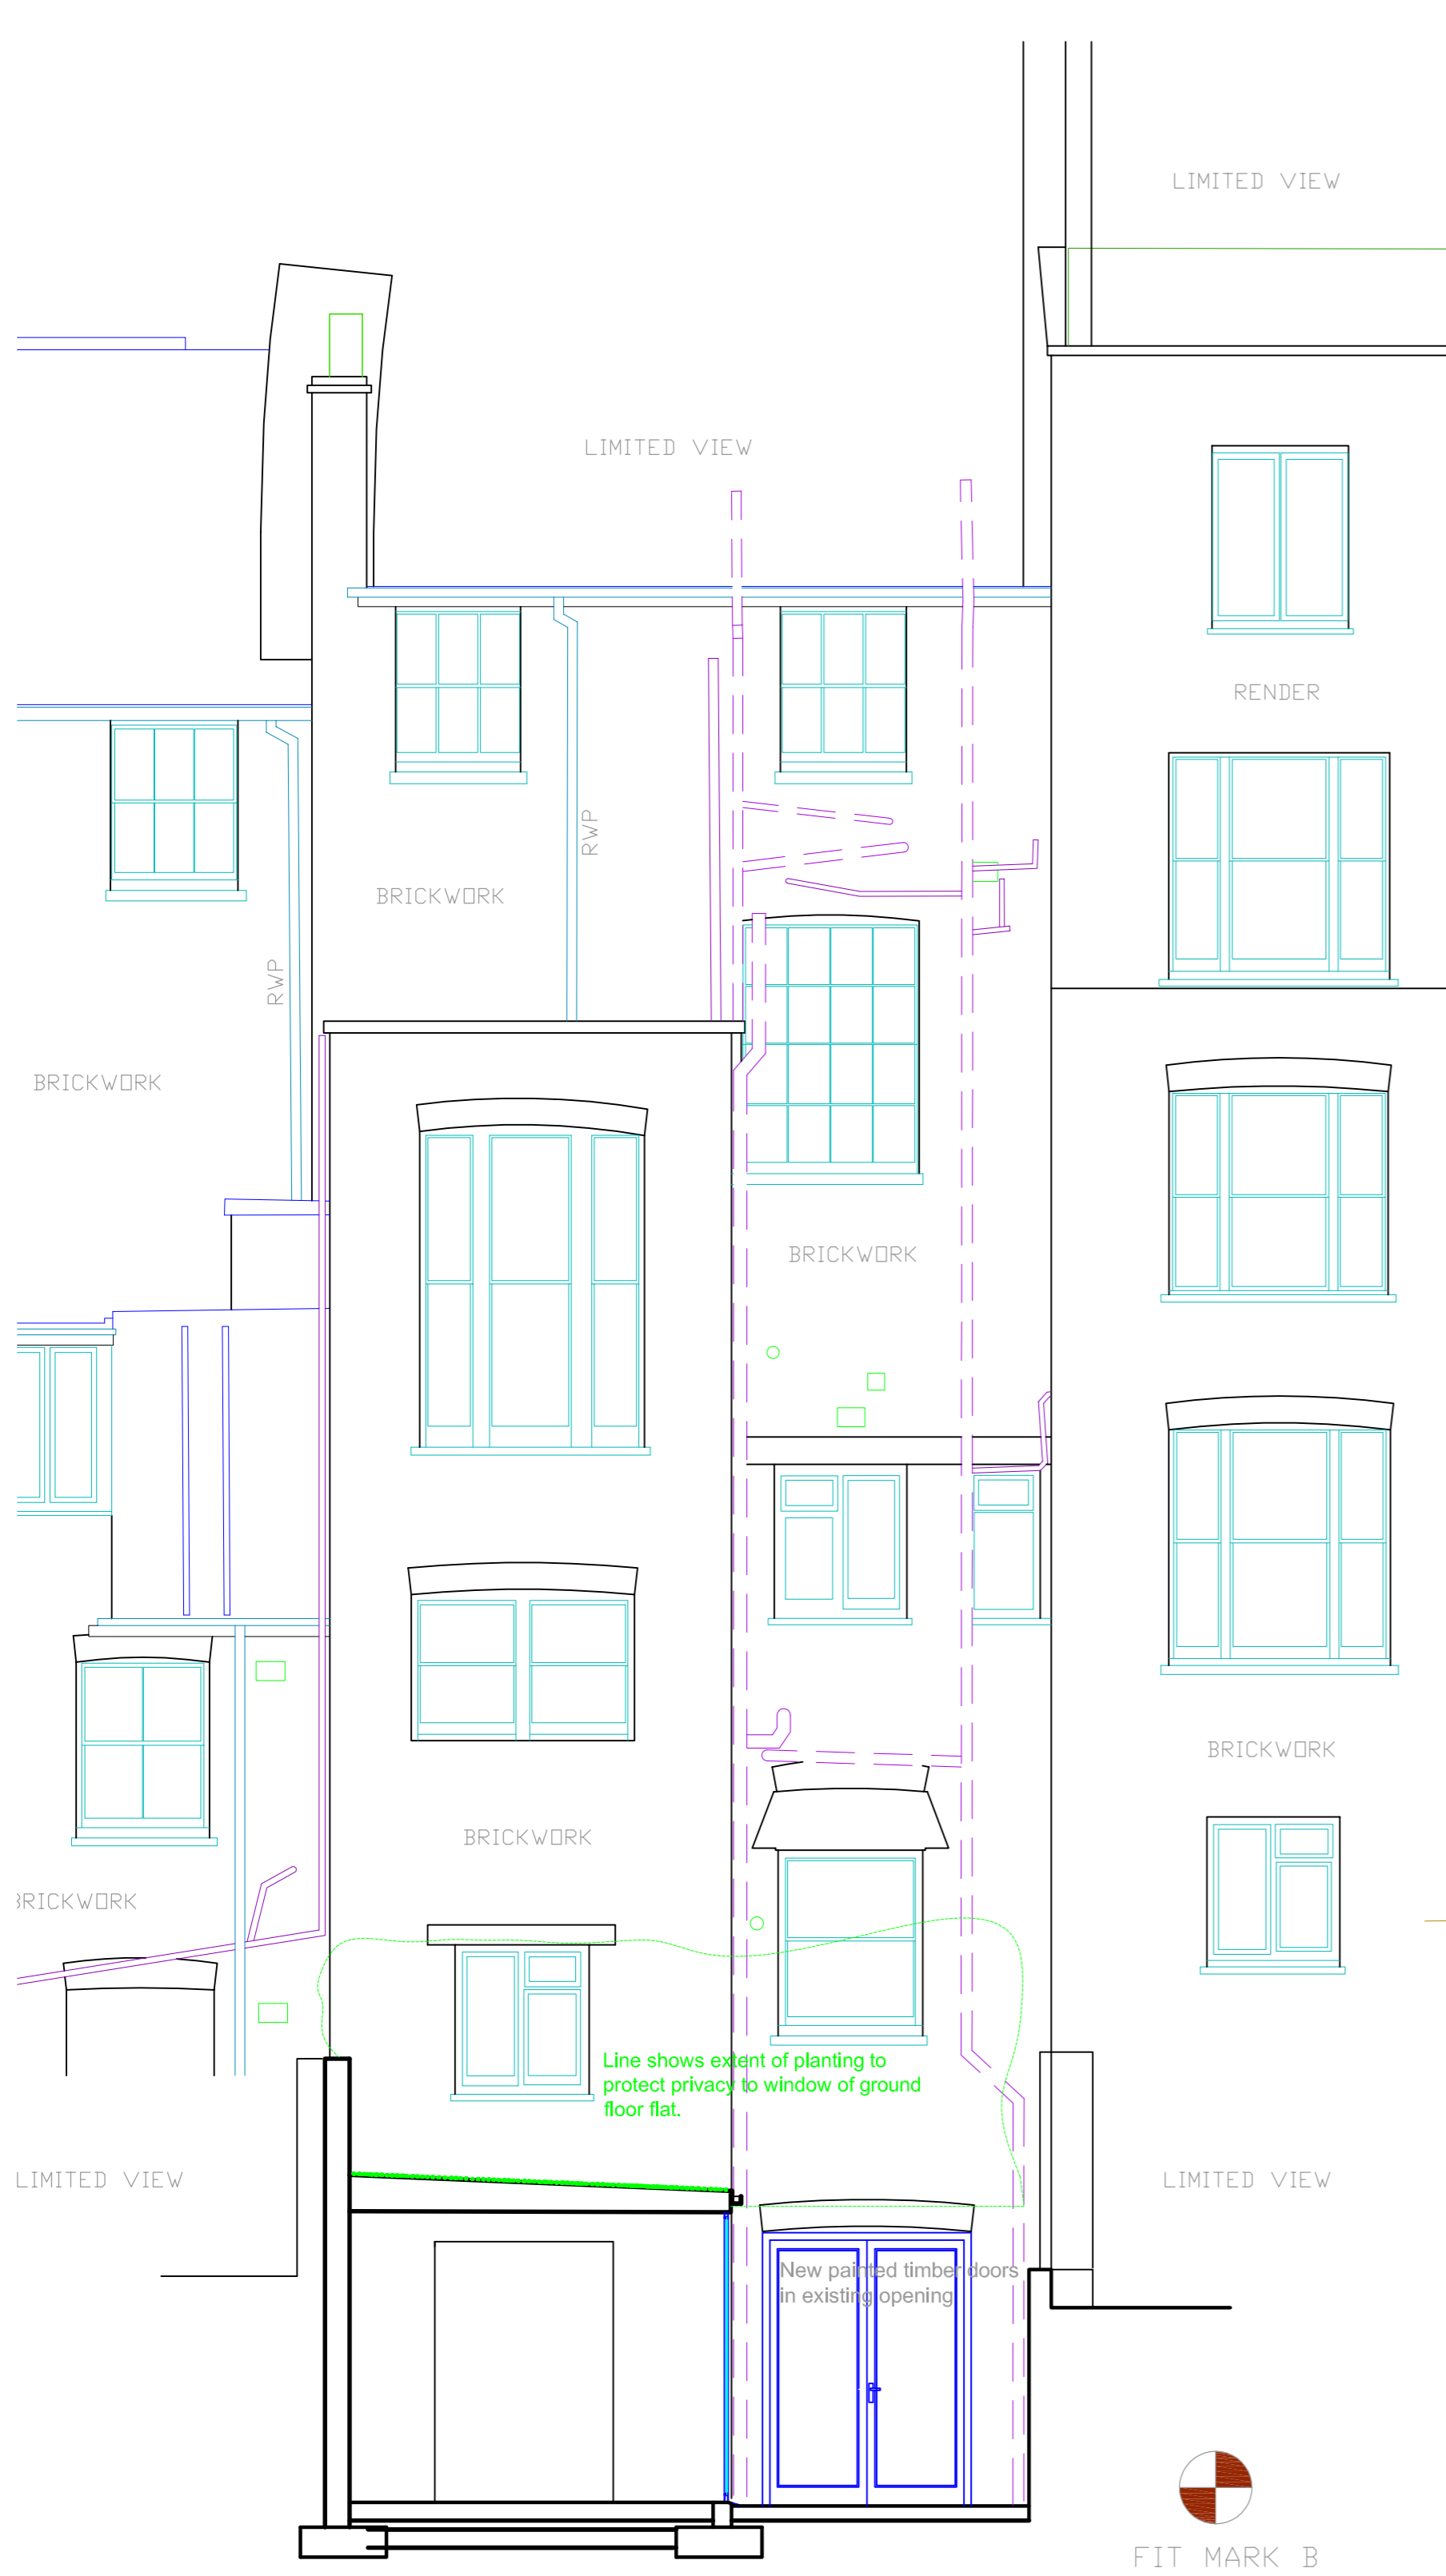 LIMITED VIEW
LIMITED VIEW
RENDER
RWP
BRICKWORK
RWP
BRICKWORK
BRICKWORK
BRICKWORK
BRICKWORK
BRICKWORK
Line shows extent of planting to
protect privacy to window of ground
floor flat.
LIMITED VIEW
LIMITED VIEW
New painted timber doors
in existing opening
FIT MARK B